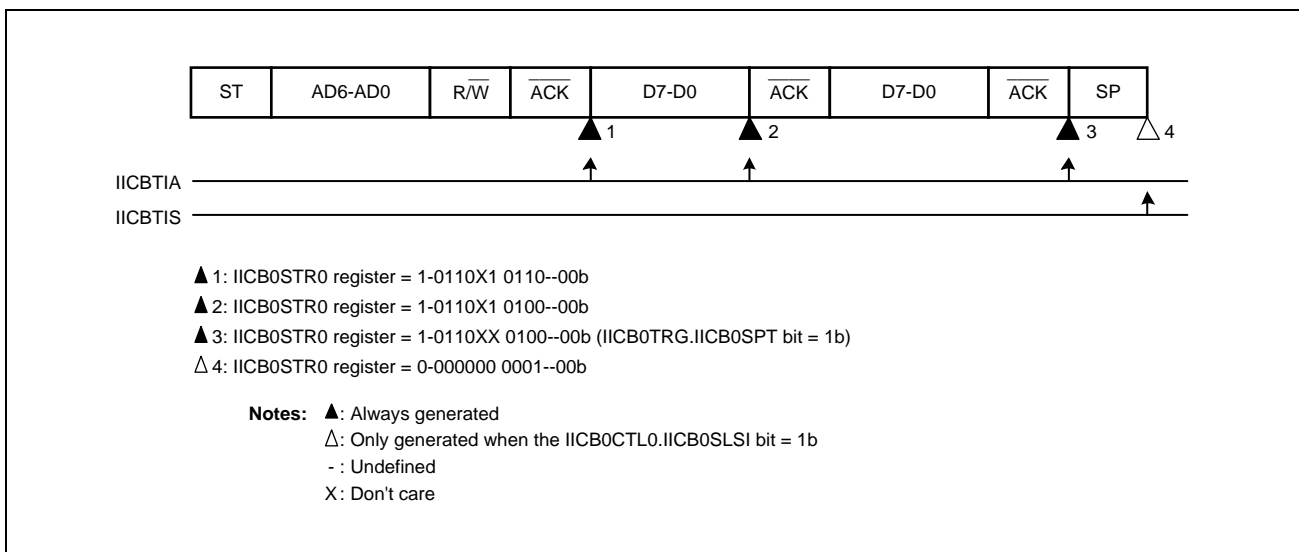 ST AD6-AD0 R/W̅ A̅C̅K̅ D7-D0 A̅C̅K̅ D7-D0 A̅C̅K̅ SP
▲ 1 ▲ 2 ▲ 3 △ 4
IICBTIA
IICBTIS
▲ 1: IICB0STR0 register = 1-0110X1 0110--00b
▲ 2: IICB0STR0 register = 1-0110X1 0100--00b
▲ 3: IICB0STR0 register = 1-0110XX 0100--00b (IICB0TRG.IICB0SPT bit = 1b)
△ 4: IICB0STR0 register = 0-000000 0001--00b
Notes: ▲: Always generated
△: Only generated when the IICB0CTL0.IICB0SLSI bit = 1b
- : Undefined
X : Don't care